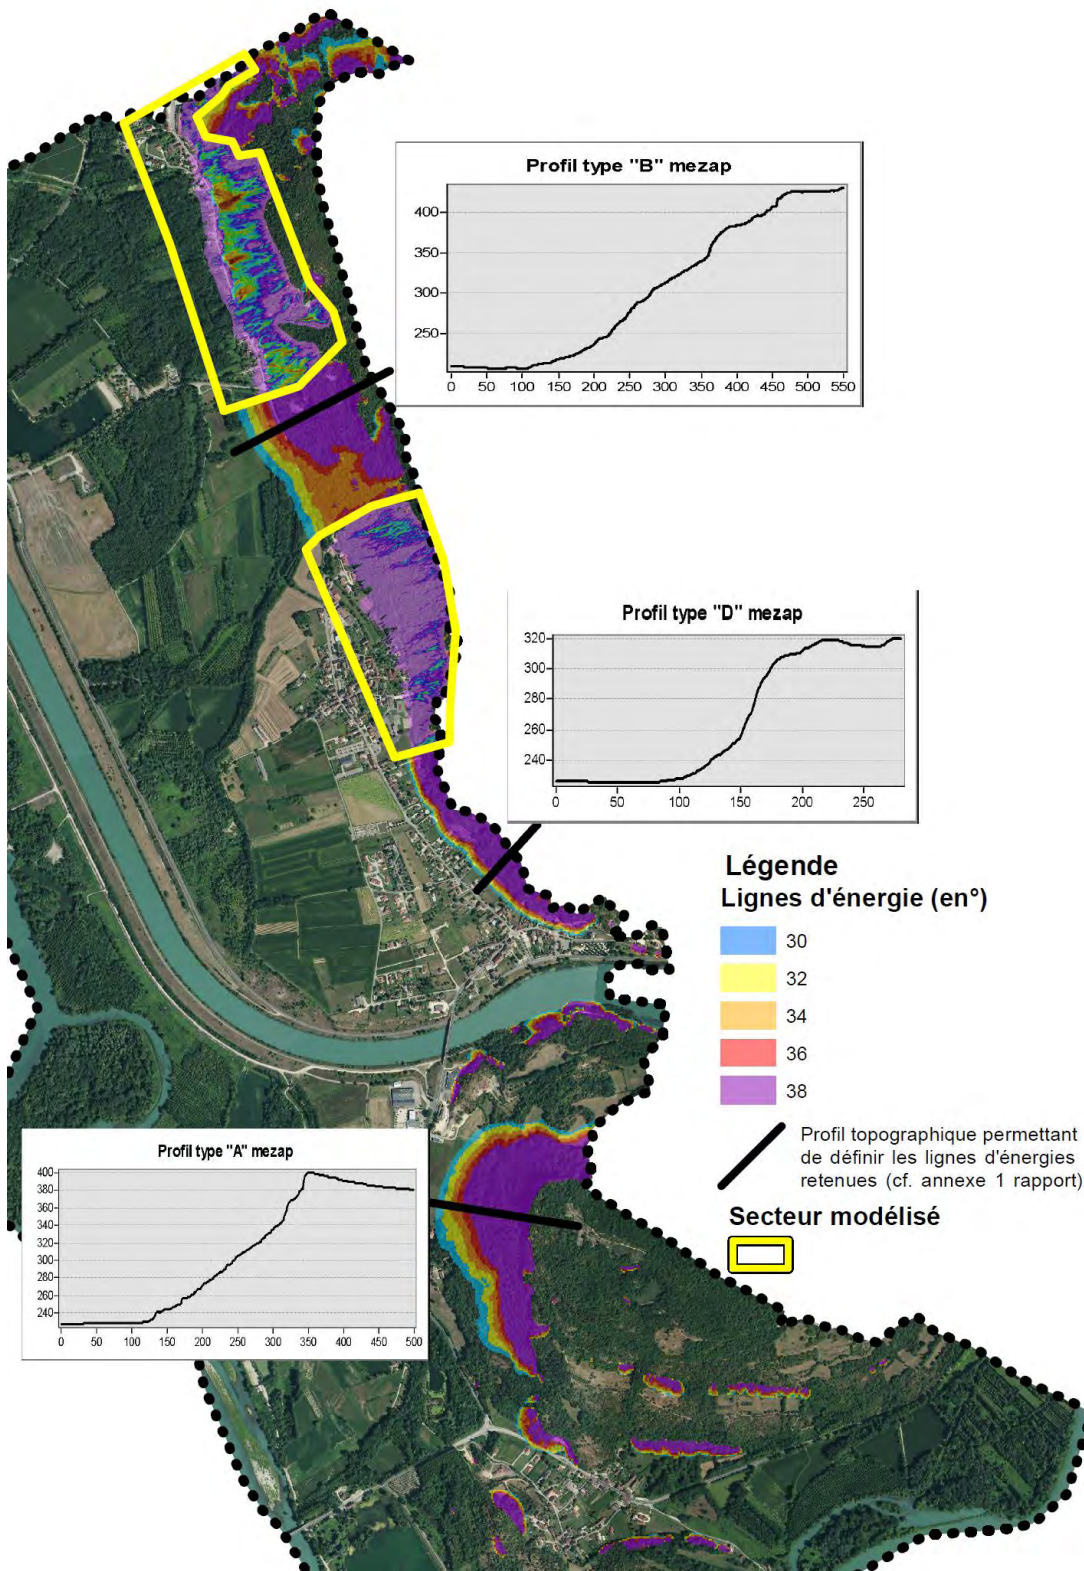 Profil type "B" mezap
400
350
300
250
0 50 100 150 200 250 300 350 400 450 500 550
Profil type "D" mezap
320
300
280
260
240
0 50 100 150 200 250
Légende
Lignes d'énergie (en°)
30
32
34
36
38
Profil topographique permettant
de définir les lignes d'énergies
retenues (cf. annexe 1 rapport)
Secteur modélisé
Profil type "A" mezap
400
380
360
340
320
300
280
260
240
0 50 100 150 200 250 300 350 400 450 500